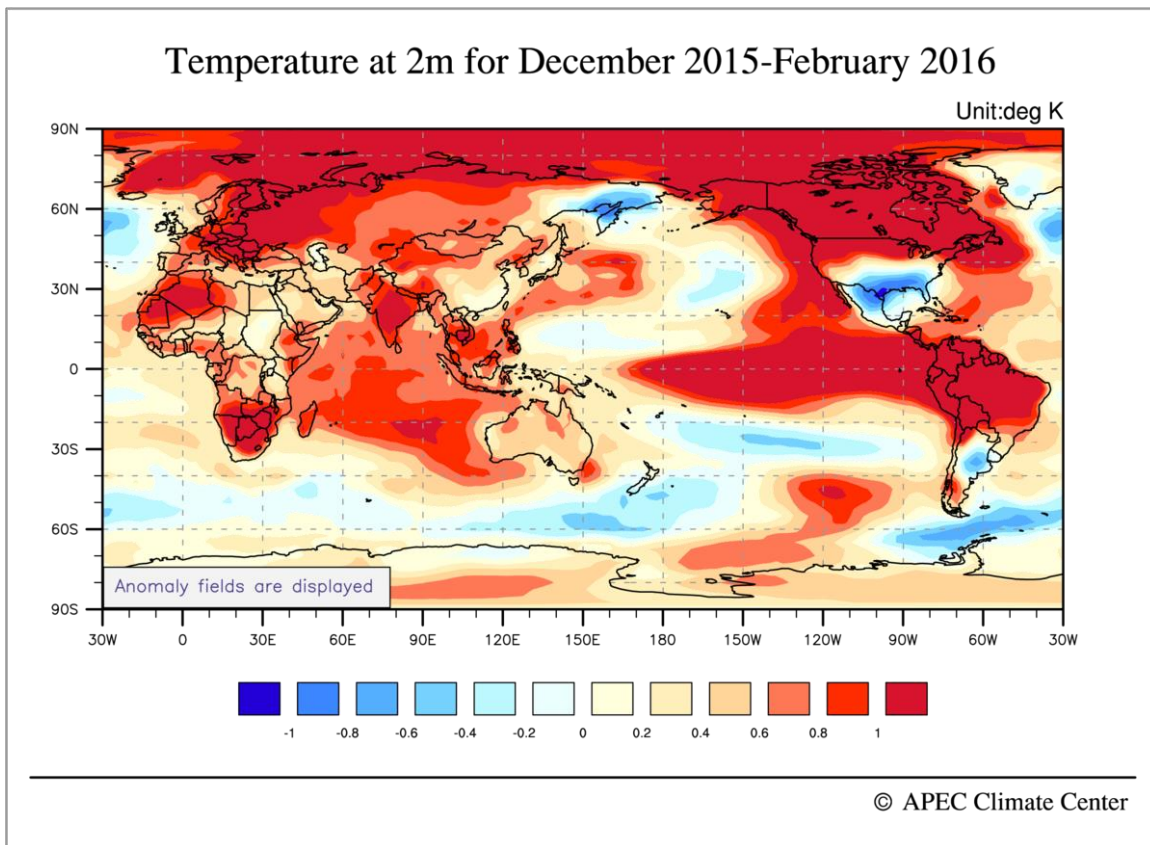 Temperature at 2m for December 2015-February 2016
Unit:deg K
90N
60N
30N
0
30S
60S
90S
Anomaly fields are displayed
30W 0 30E 60E 90E 120E 150E 180 150W 120W 90W 60W 30W
-1 -0.8 -0.6 -0.4 -0.2 0 0.2 0.4 0.6 0.8 1
© APEC Climate Center